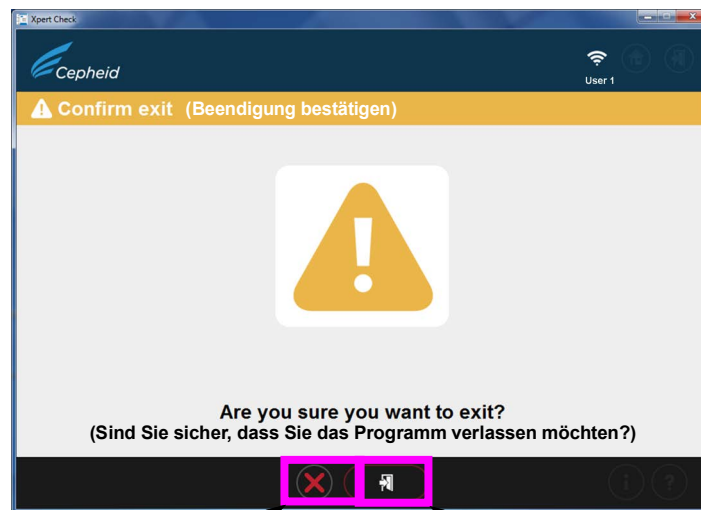 Xpert Check
Cepheid
User 1
Confirm exit (Beendigung bestätigen)
Are you sure you want to exit?
(Sind Sie sicher, dass Sie das Programm verlassen möchten?)